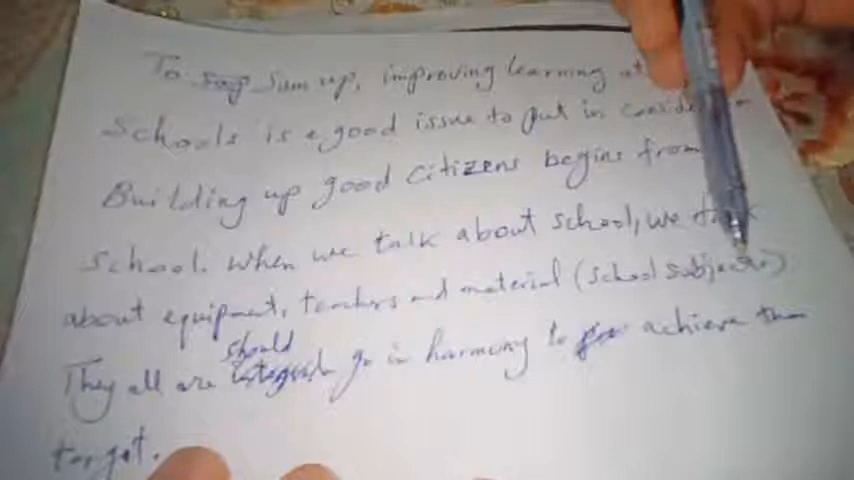 To say Sum up, improving learning at
Schools is a good issue to put in
Building up good citizens begins from
School. When we talk about school, we talk
about equipment, teachers and material (School subjects)
should
They all are go in harmony to achieve the
target.